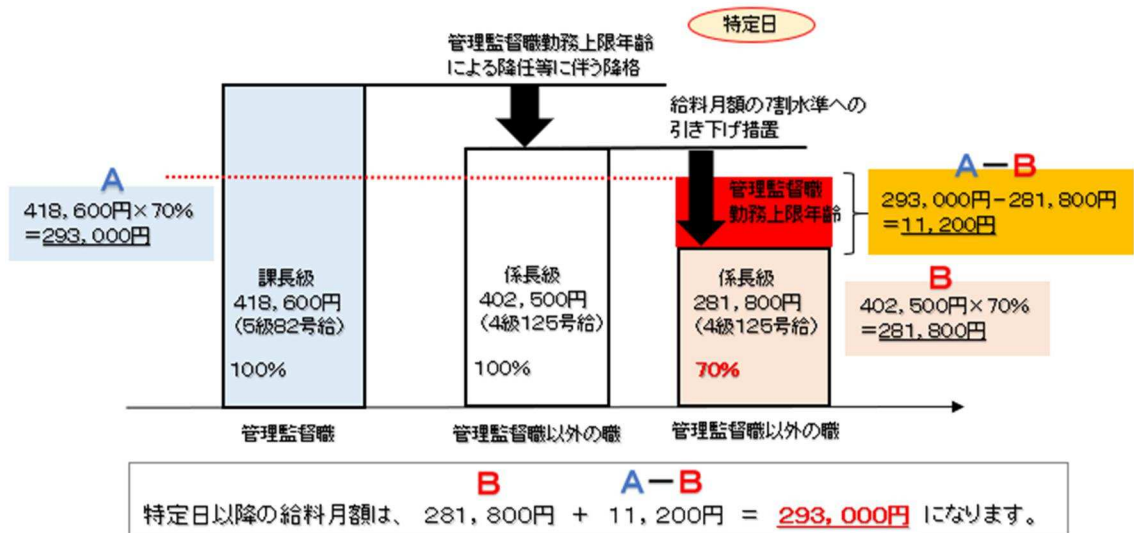 特定日
管理監督職勤務上限年齢
による降任等に伴う降格
給料月額の7割水準への
引き下げ措置
A
418,600円×70%
=293,000円
管理監督職
勤務上限年齢
A－B
293,000円－281,800円
=11,200円
課長級
418,600円
(5級82号給)
100%
係長級
402,500円
(4級125号給)
100%
係長級
281,800円
(4級125号給)
70%
B
402,500円×70%
=281,800円
管理監督職
管理監督職以外の職
管理監督職以外の職
B
A－B
特定日以降の給料月額は、 281,800円 + 11,200円 = 293,000円 になります。